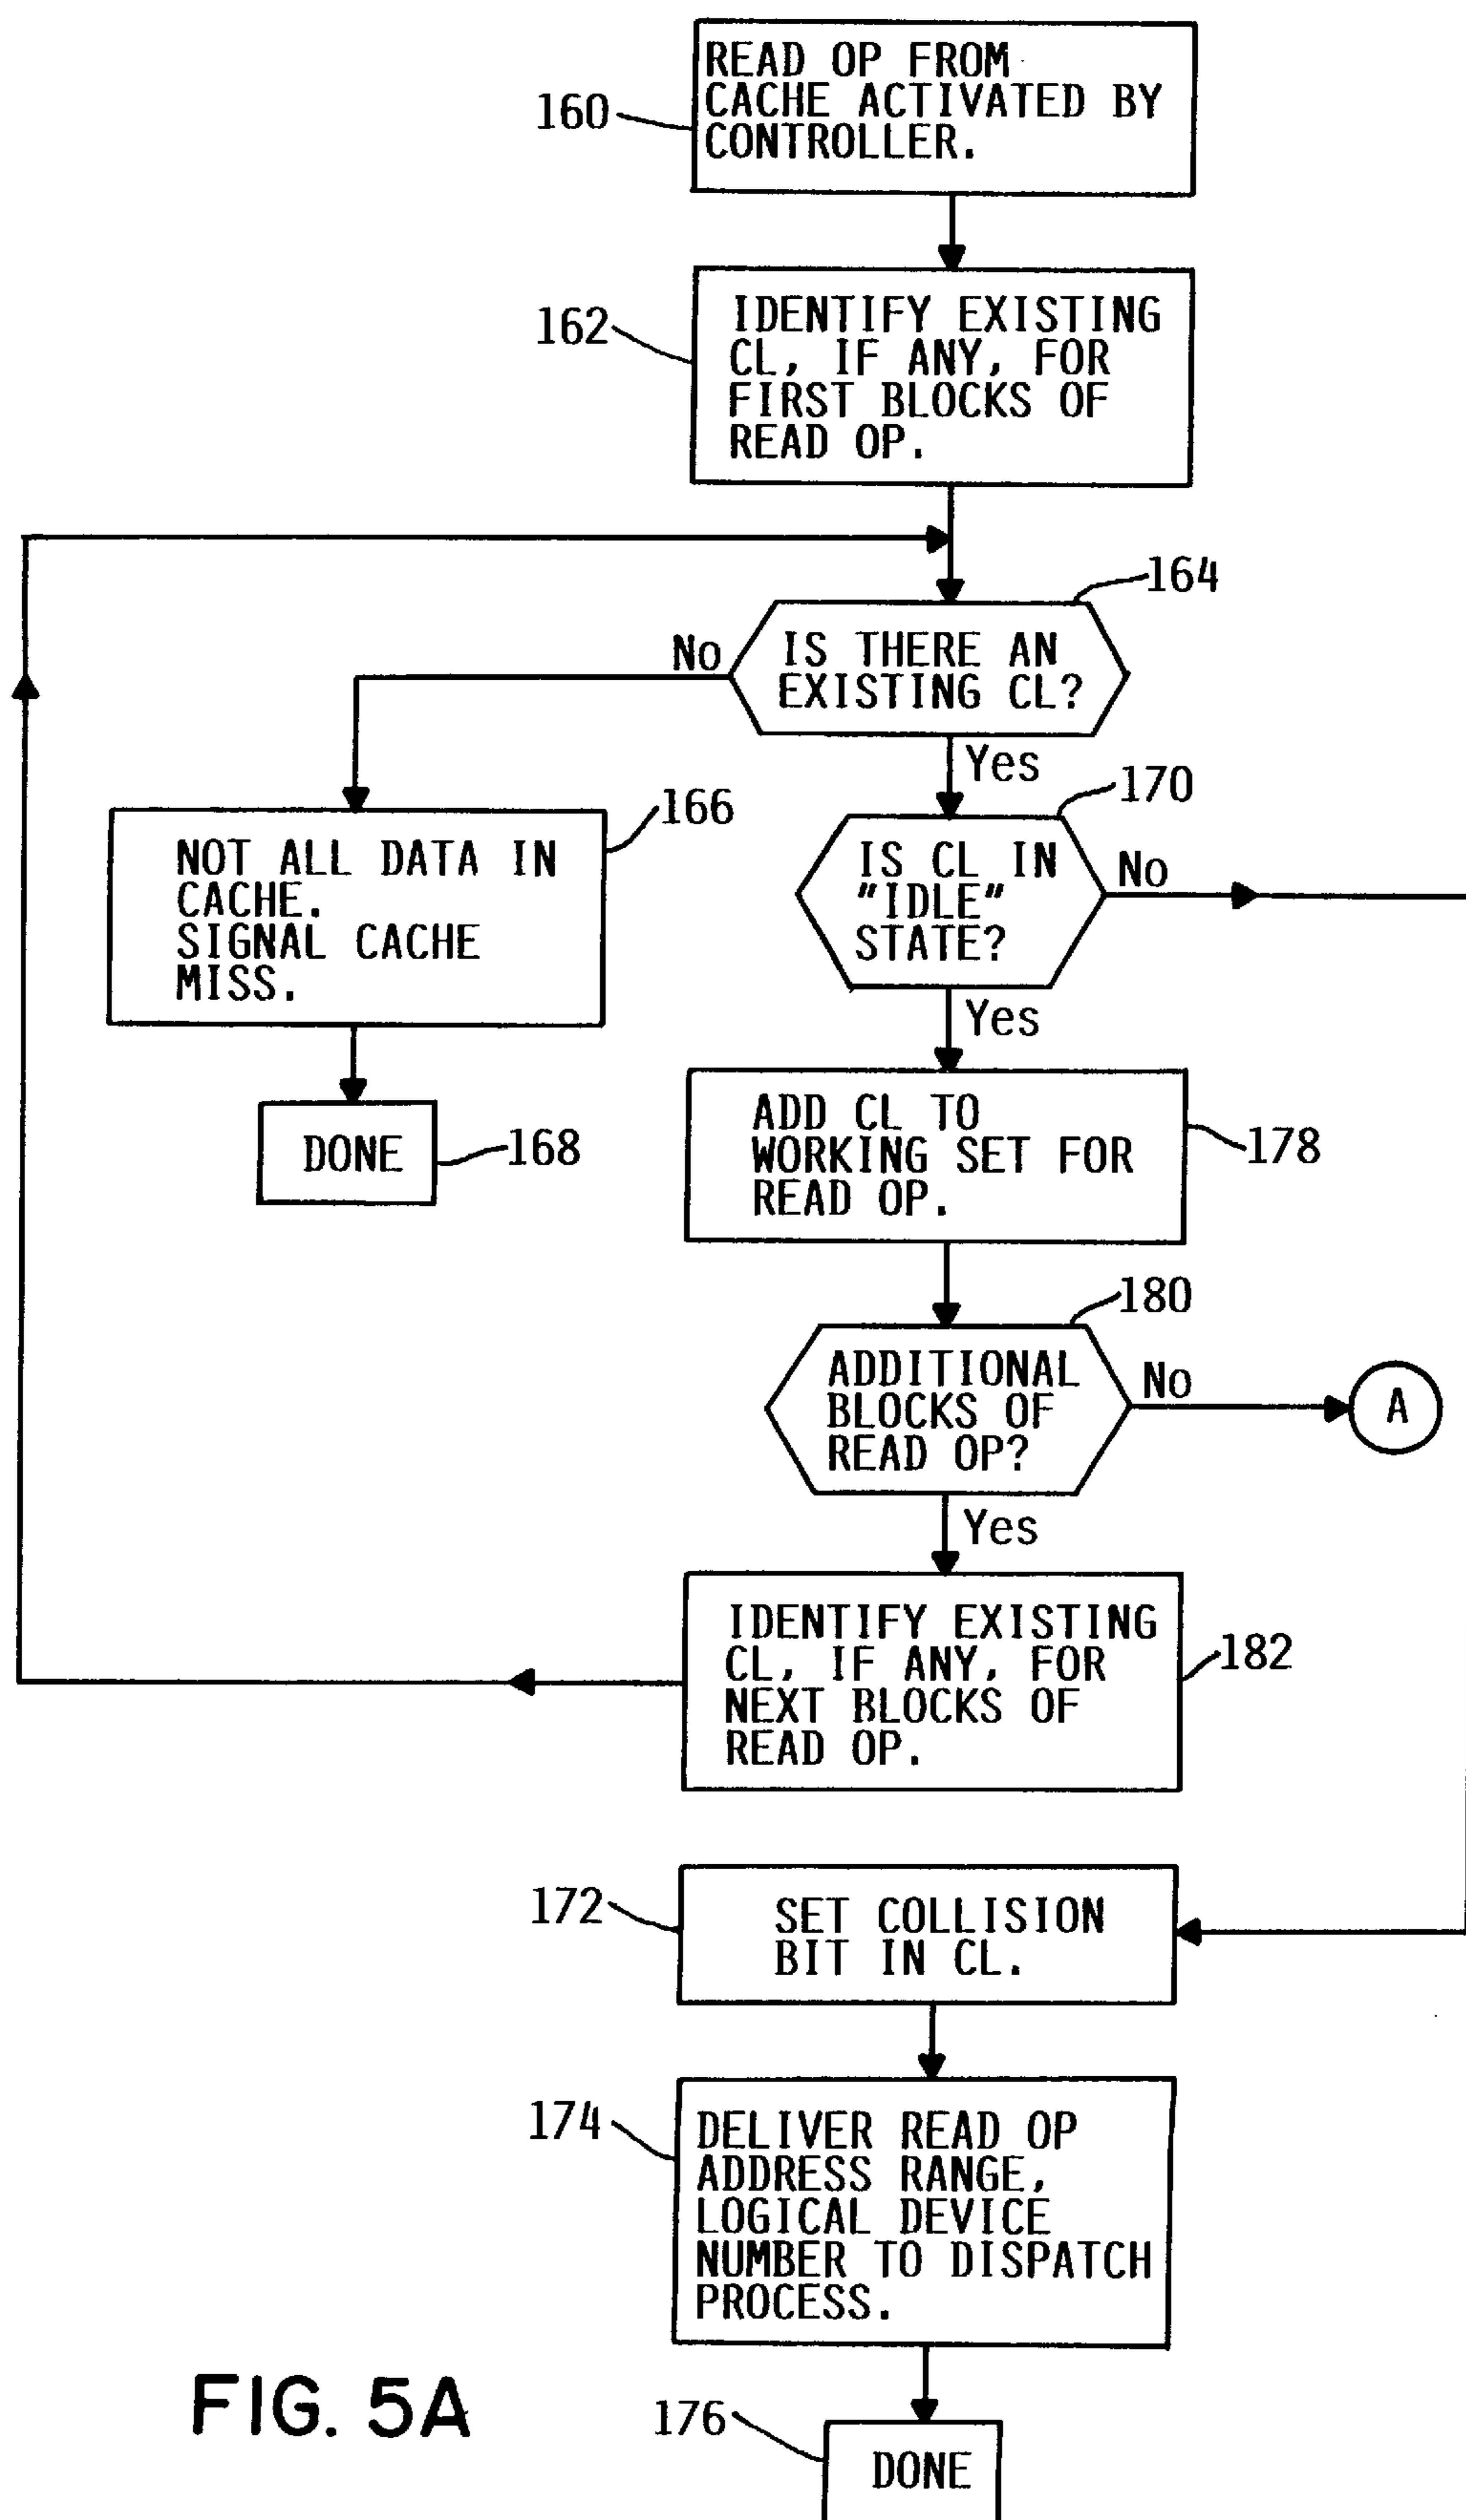 READ OP FROM
CACHE ACTIVATED BY
CONTROLLER.
160
IDENTIFY EXISTING
CL, IF ANY, FOR
FIRST BLOCKS OF
READ OP.
162
164
IS THERE AN
EXISTING CL?
No
Yes
166
NOT ALL DATA IN
CACHE.
SIGNAL CACHE
MISS.
DONE
168
170
IS CL IN
"IDLE"
STATE?
No
Yes
ADD CL TO
WORKING SET FOR
READ OP.
178
180
ADDITIONAL
BLOCKS OF
READ OP?
No
A
Yes
IDENTIFY EXISTING
CL, IF ANY, FOR
NEXT BLOCKS OF
READ OP.
182
172
SET COLLISION
BIT IN CL.
174
DELIVER READ OP
ADDRESS RANGE,
LOGICAL DEVICE
NUMBER TO DISPATCH
PROCESS.
176
DONE
FIG. 5A